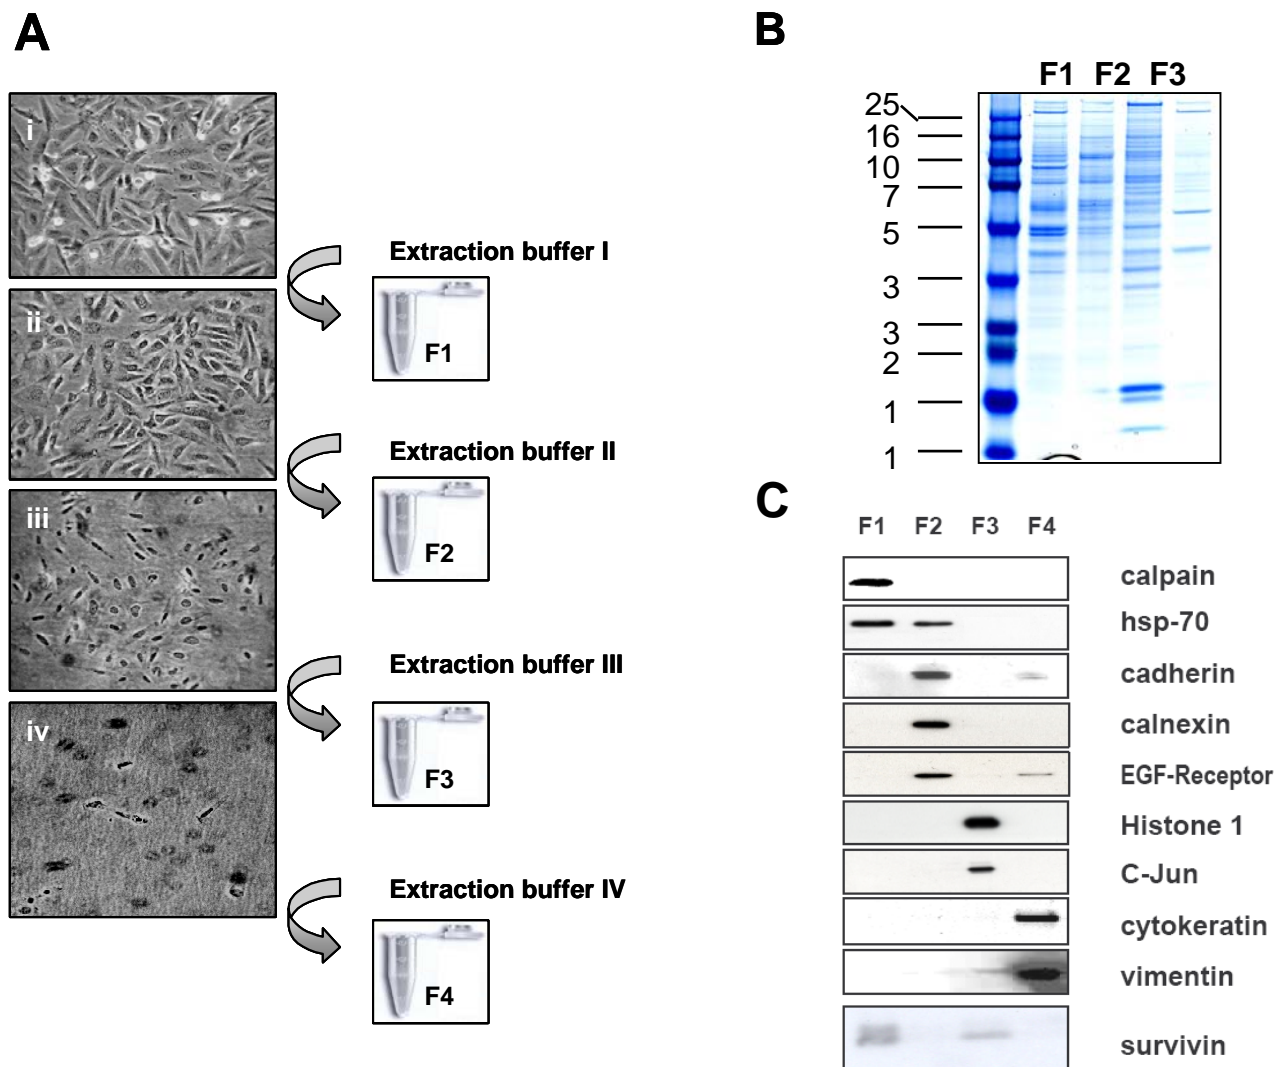 A
i
ii
iii
iv
Extraction buffer I
F1
Extraction buffer II
F2
Extraction buffer III
F3
Extraction buffer IV
F4
B
F1 F2 F3
25
16
10
7
5
3
3
2
1
1
C
F1 F2 F3 F4
calpain
hsp-70
cadherin
calnexin
EGF-Receptor
Histone 1
C-Jun
cytokeratin
vimentin
survivin